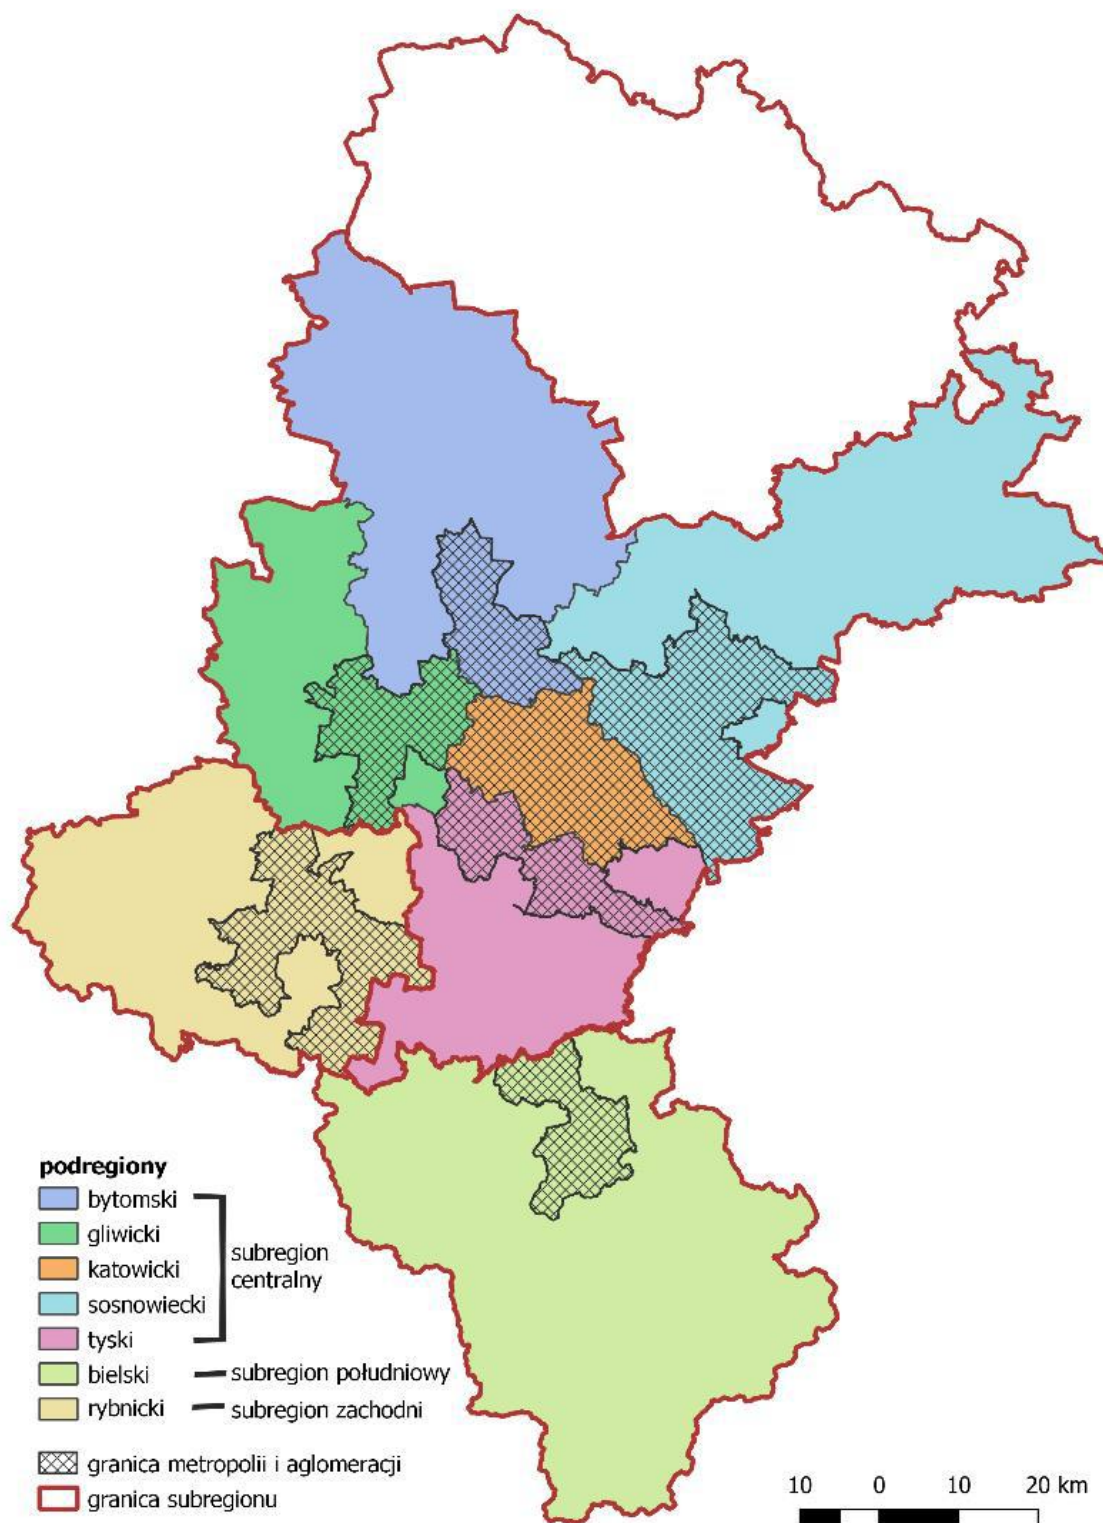 podregiony
bytomski
gliwicki
katowicki
sosnowiecki
tyski
subregion
centralny
bielski
subregion południowy
rybnicki
subregion zachodni
granica metropolii i aglomeracji
granica subregionu
10 0 10 20 km